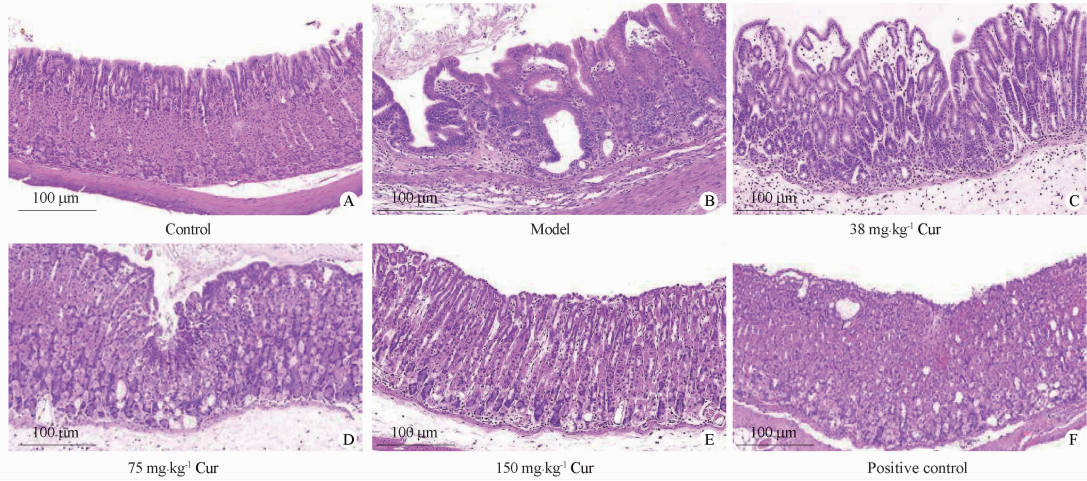 100 μm
A
100 μm
B
100 μm
C
Control
Model
38 mg·kg⁻¹ Cur
100 μm
D
100 μm
E
100 μm
F
75 mg·kg⁻¹ Cur
150 mg·kg⁻¹ Cur
Positive control